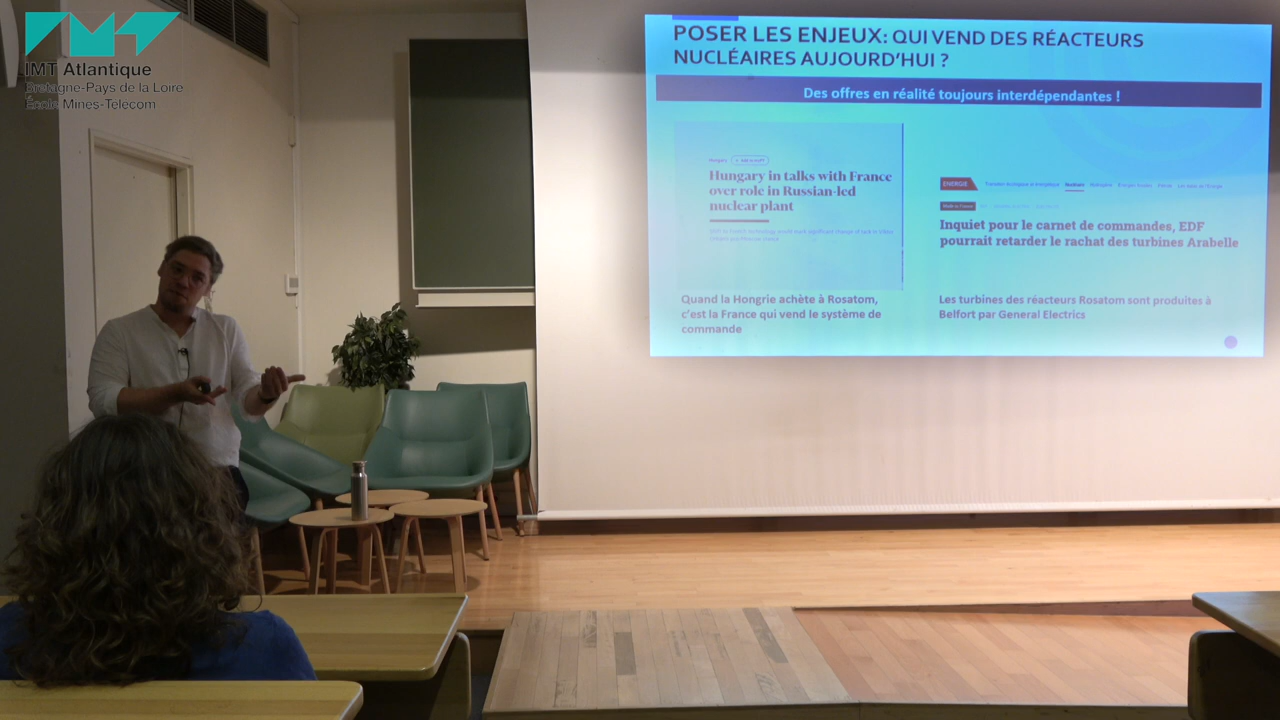 IMT Atlantique
Bretagne-Pays de la Loire
École Mines-Telecom
POSER LES ENJEUX: QUI VEND DES RÉACTEURS
NUCLÉAIRES AUJOURD'HUI ?
Des offres en réalité toujours interdépendantes !
Hungary in talks with France
over role in Russian-led
nuclear plant
Quand la Hongrie achète à Rosatom,
c'est la France qui vend le système de
commande
ENERGIE
Inquiet pour le carnet de commandes, EDF
pourrait retarder le rachat des turbines Arabelle
Les turbines des réacteurs Rosatom sont produites à
Belfort par General Electrics